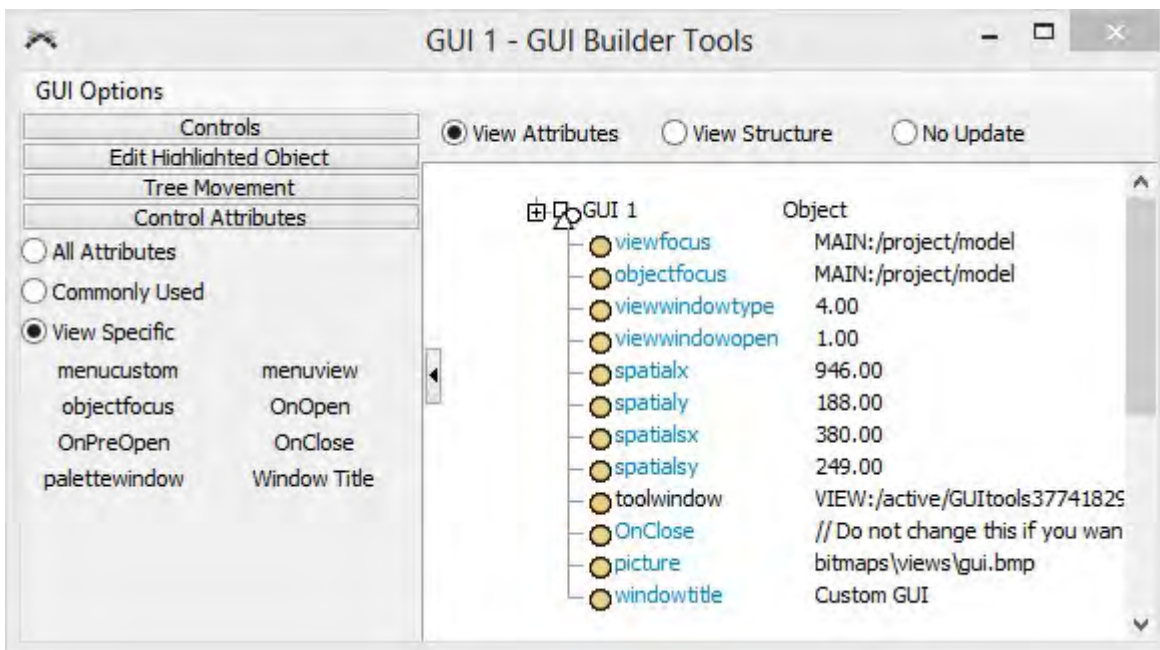 GUI 1 - GUI Builder Tools
GUI Options
Controls
Edit Highlighted Object
Tree Movement
Control Attributes
All Attributes
Commonly Used
View Specific
menucustom menuview
objectfocus OnOpen
OnPreOpen OnClose
palettewindow Window Title
View Attributes View Structure No Update
GUI 1 Object
viewfocus MAIN:/project/model
objectfocus MAIN:/project/model
viewwindowtype 4.00
viewwindowopen 1.00
spatialx 946.00
spatialy 188.00
spatialsx 380.00
spatialsy 249.00
toolwindow VIEW:/active/GUItools37741829
OnClose // Do not change this if you wan
picture bitmaps\views\gui.bmp
windowtitle Custom GUI